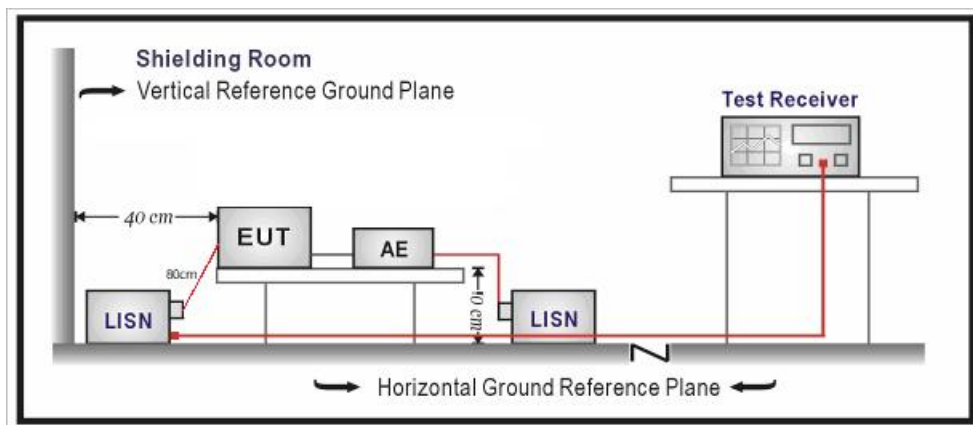 Shielding Room
Vertical Reference Ground Plane
Test Receiver
40 cm
EUT
AE
80cm
LISN
10 cm
LISN
Horizontal Ground Reference Plane